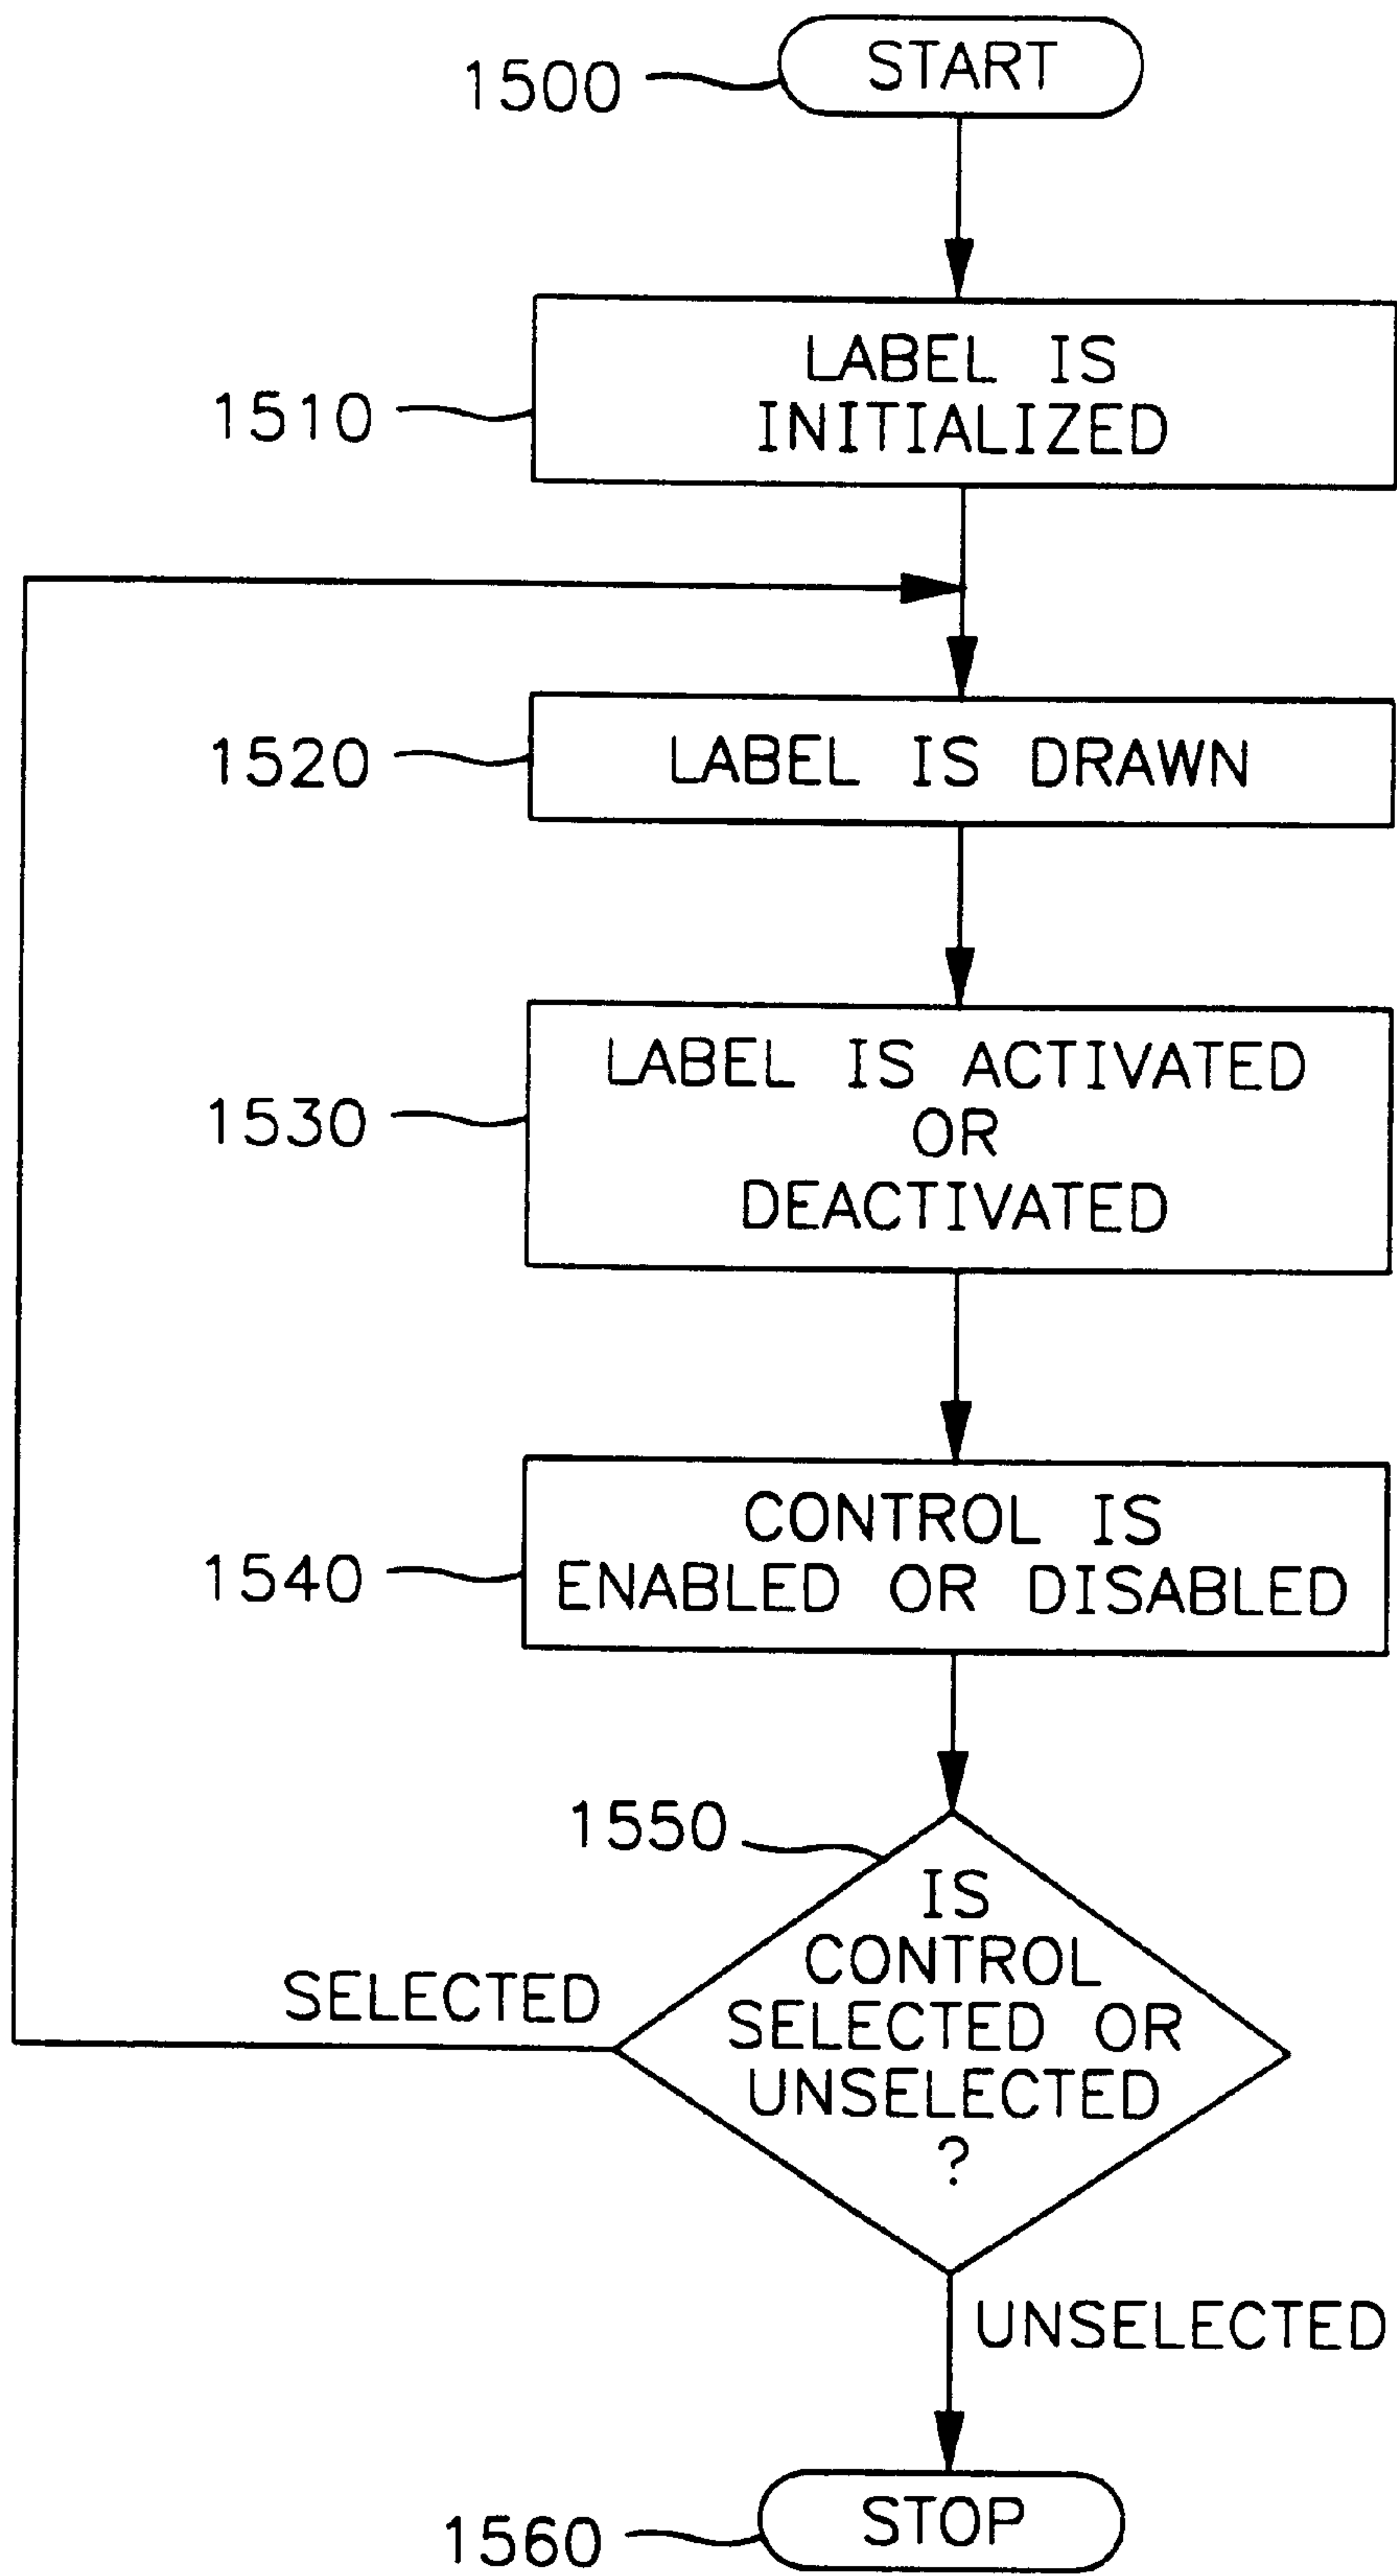 START
1500
LABEL IS
INITIALIZED
1510
LABEL IS DRAWN
1520
LABEL IS ACTIVATED
OR
DEACTIVATED
1530
CONTROL IS
ENABLED OR DISABLED
1540
1550
IS
CONTROL
SELECTED OR
UNSELECTED
?
SELECTED
UNSELECTED
STOP
1560